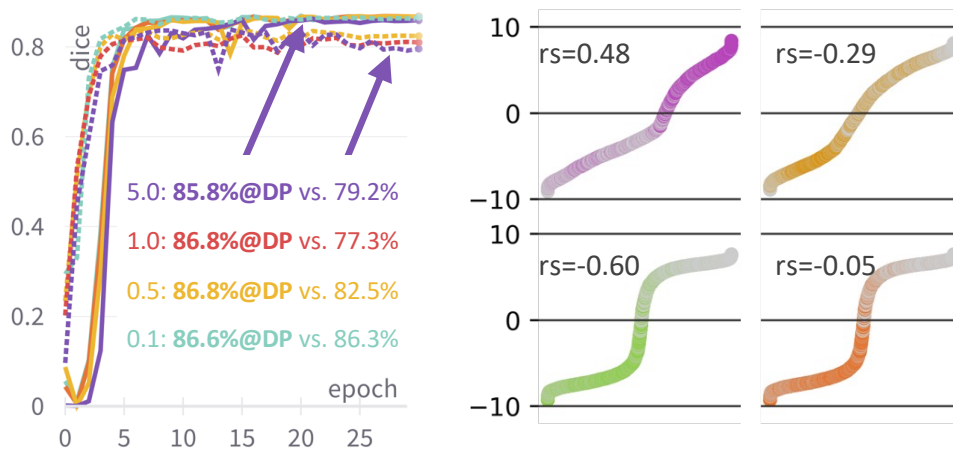 dice
0.8
0.6
0.4
0.2
0
5.0: 85.8%@DP vs. 79.2%
1.0: 86.8%@DP vs. 77.3%
0.5: 86.8%@DP vs. 82.5%
0.1: 86.6%@DP vs. 86.3%
epoch
0 5 10 15 20 25
10
0
−10
rs=0.48
rs=-0.29
10
0
−10
rs=-0.60
rs=-0.05